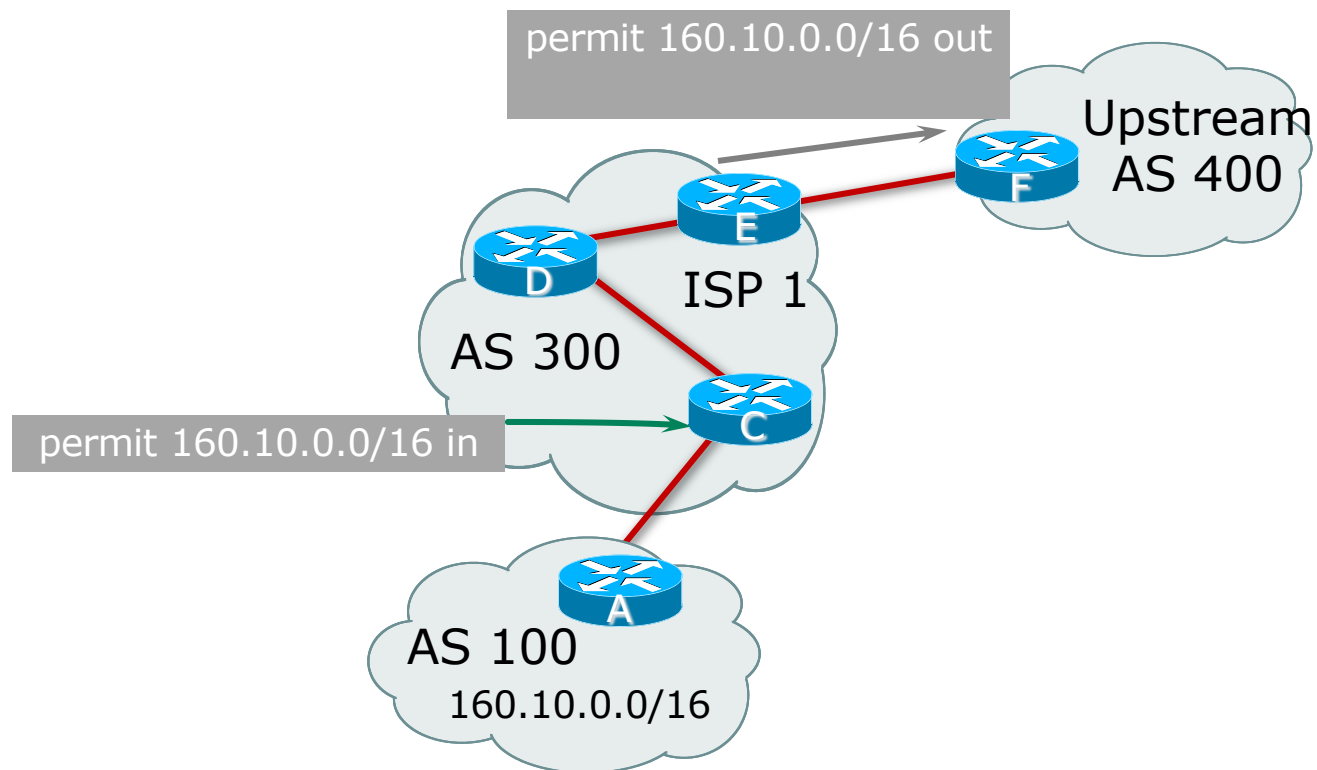 permit 160.10.0.0/16 out
Upstream
AS 400
F
E
D
ISP 1
AS 300
C
permit 160.10.0.0/16 in
A
AS 100
160.10.0.0/16